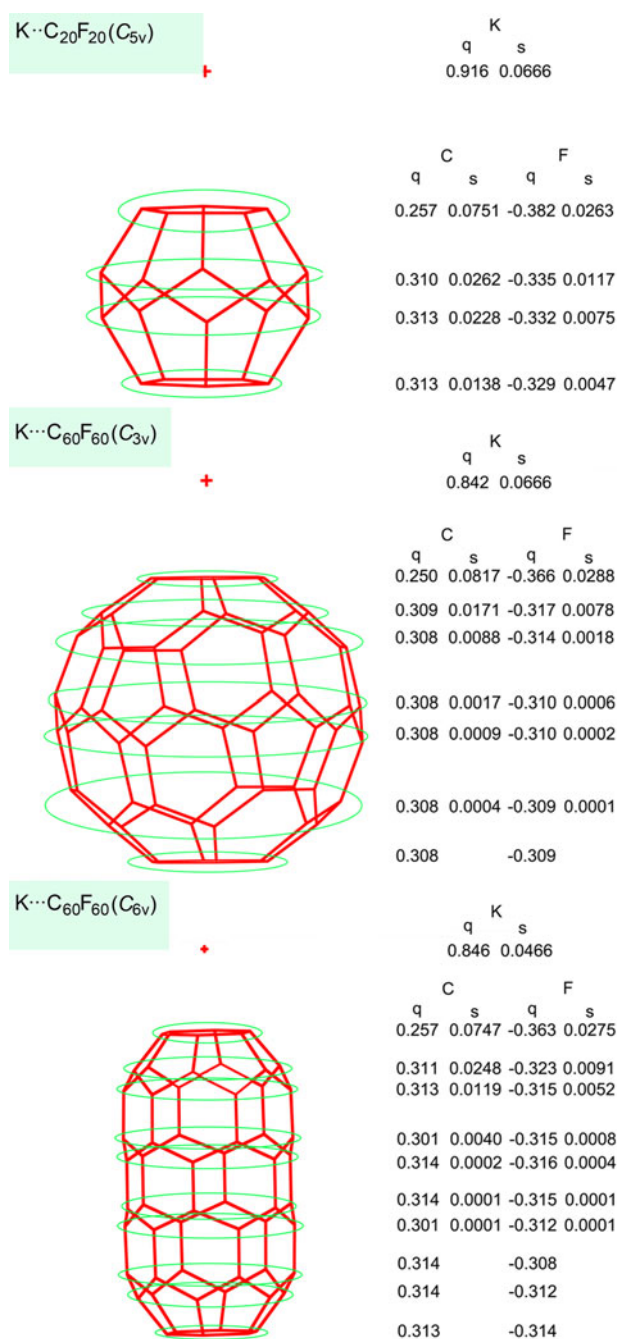 K··C20F20(C5v)
K
q s
0.916 0.0666
C F
q s q s
0.257 0.0751 -0.382 0.0263
0.310 0.0262 -0.335 0.0117
0.313 0.0228 -0.332 0.0075
0.313 0.0138 -0.329 0.0047
K···C60F60(C3v)
K
q s
0.842 0.0666
C F
q s q s
0.250 0.0817 -0.366 0.0288
0.309 0.0171 -0.317 0.0078
0.308 0.0088 -0.314 0.0018
0.308 0.0017 -0.310 0.0006
0.308 0.0009 -0.310 0.0002
0.308 0.0004 -0.309 0.0001
0.308 -0.309
K···C60F60(C6v)
K
q s
0.846 0.0466
C F
q s q s
0.257 0.0747 -0.363 0.0275
0.311 0.0248 -0.323 0.0091
0.313 0.0119 -0.315 0.0052
0.301 0.0040 -0.315 0.0008
0.314 0.0002 -0.316 0.0004
0.314 0.0001 -0.315 0.0001
0.301 0.0001 -0.312 0.0001
0.314 -0.308
0.314 -0.312
0.313 -0.314